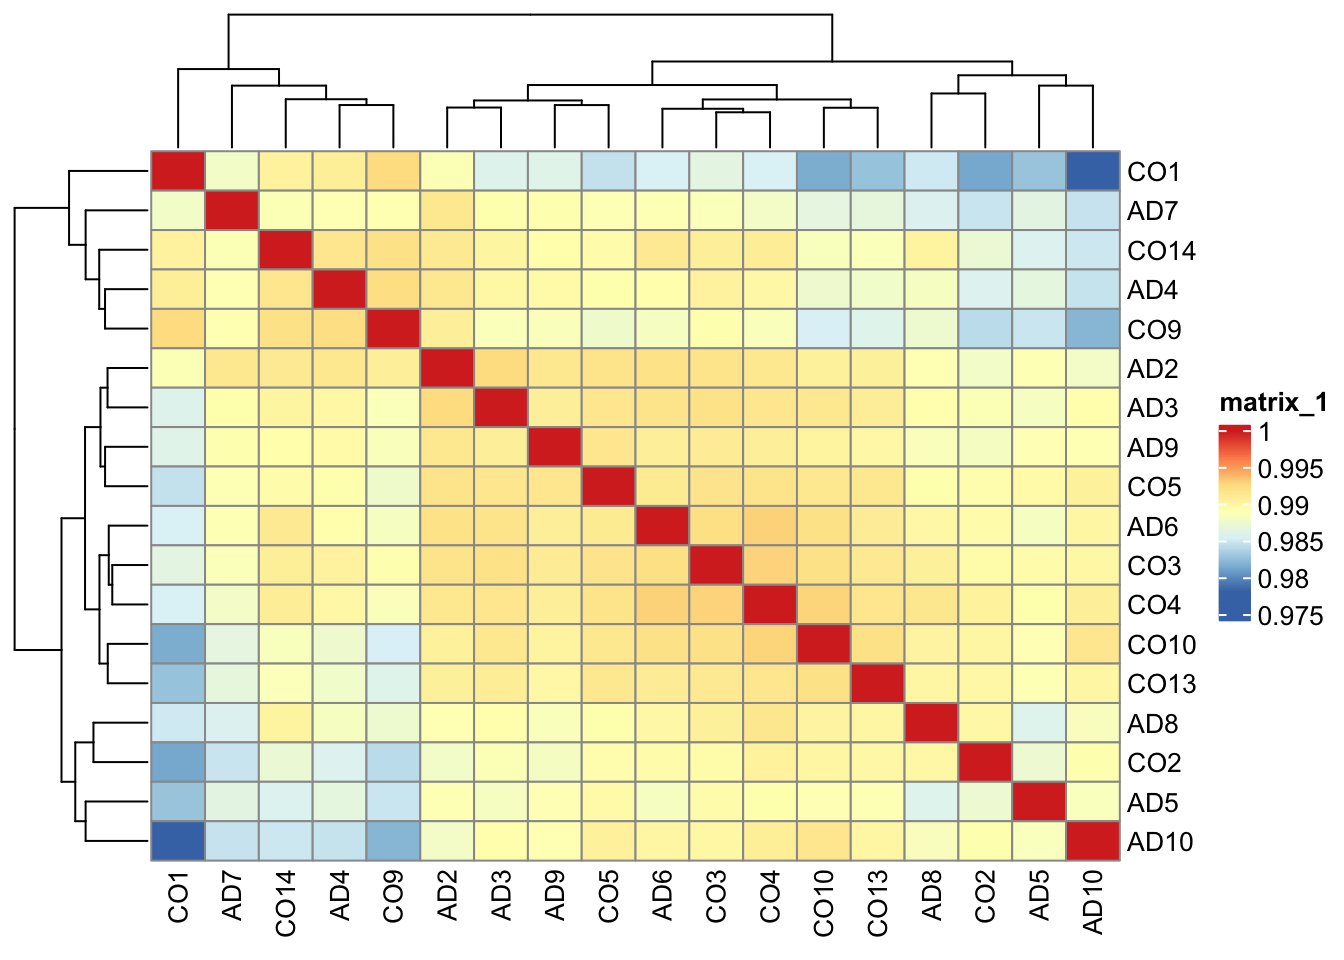 CO1
AD7
CO14
AD4
CO9
AD2
AD3
AD9
CO5
AD6
CO3
CO4
CO10
CO13
AD8
CO2
AD5
AD10
matrix_1
1
0.995
0.99
0.985
0.98
0.975
CO1 AD7 CO14 AD4 CO9 AD2 AD3 AD9 CO5 AD6 CO3 CO4 CO10 CO13 AD8 CO2 AD5 AD10